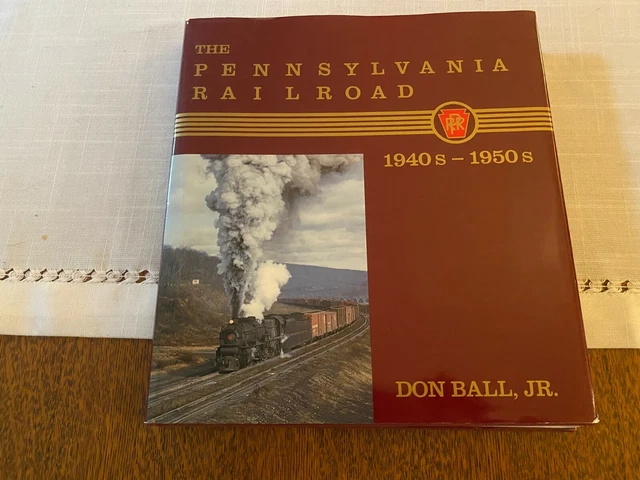 THE
PENNSYLVANIA
RAILROAD
PRR
1940s – 1950s
DON BALL, JR.